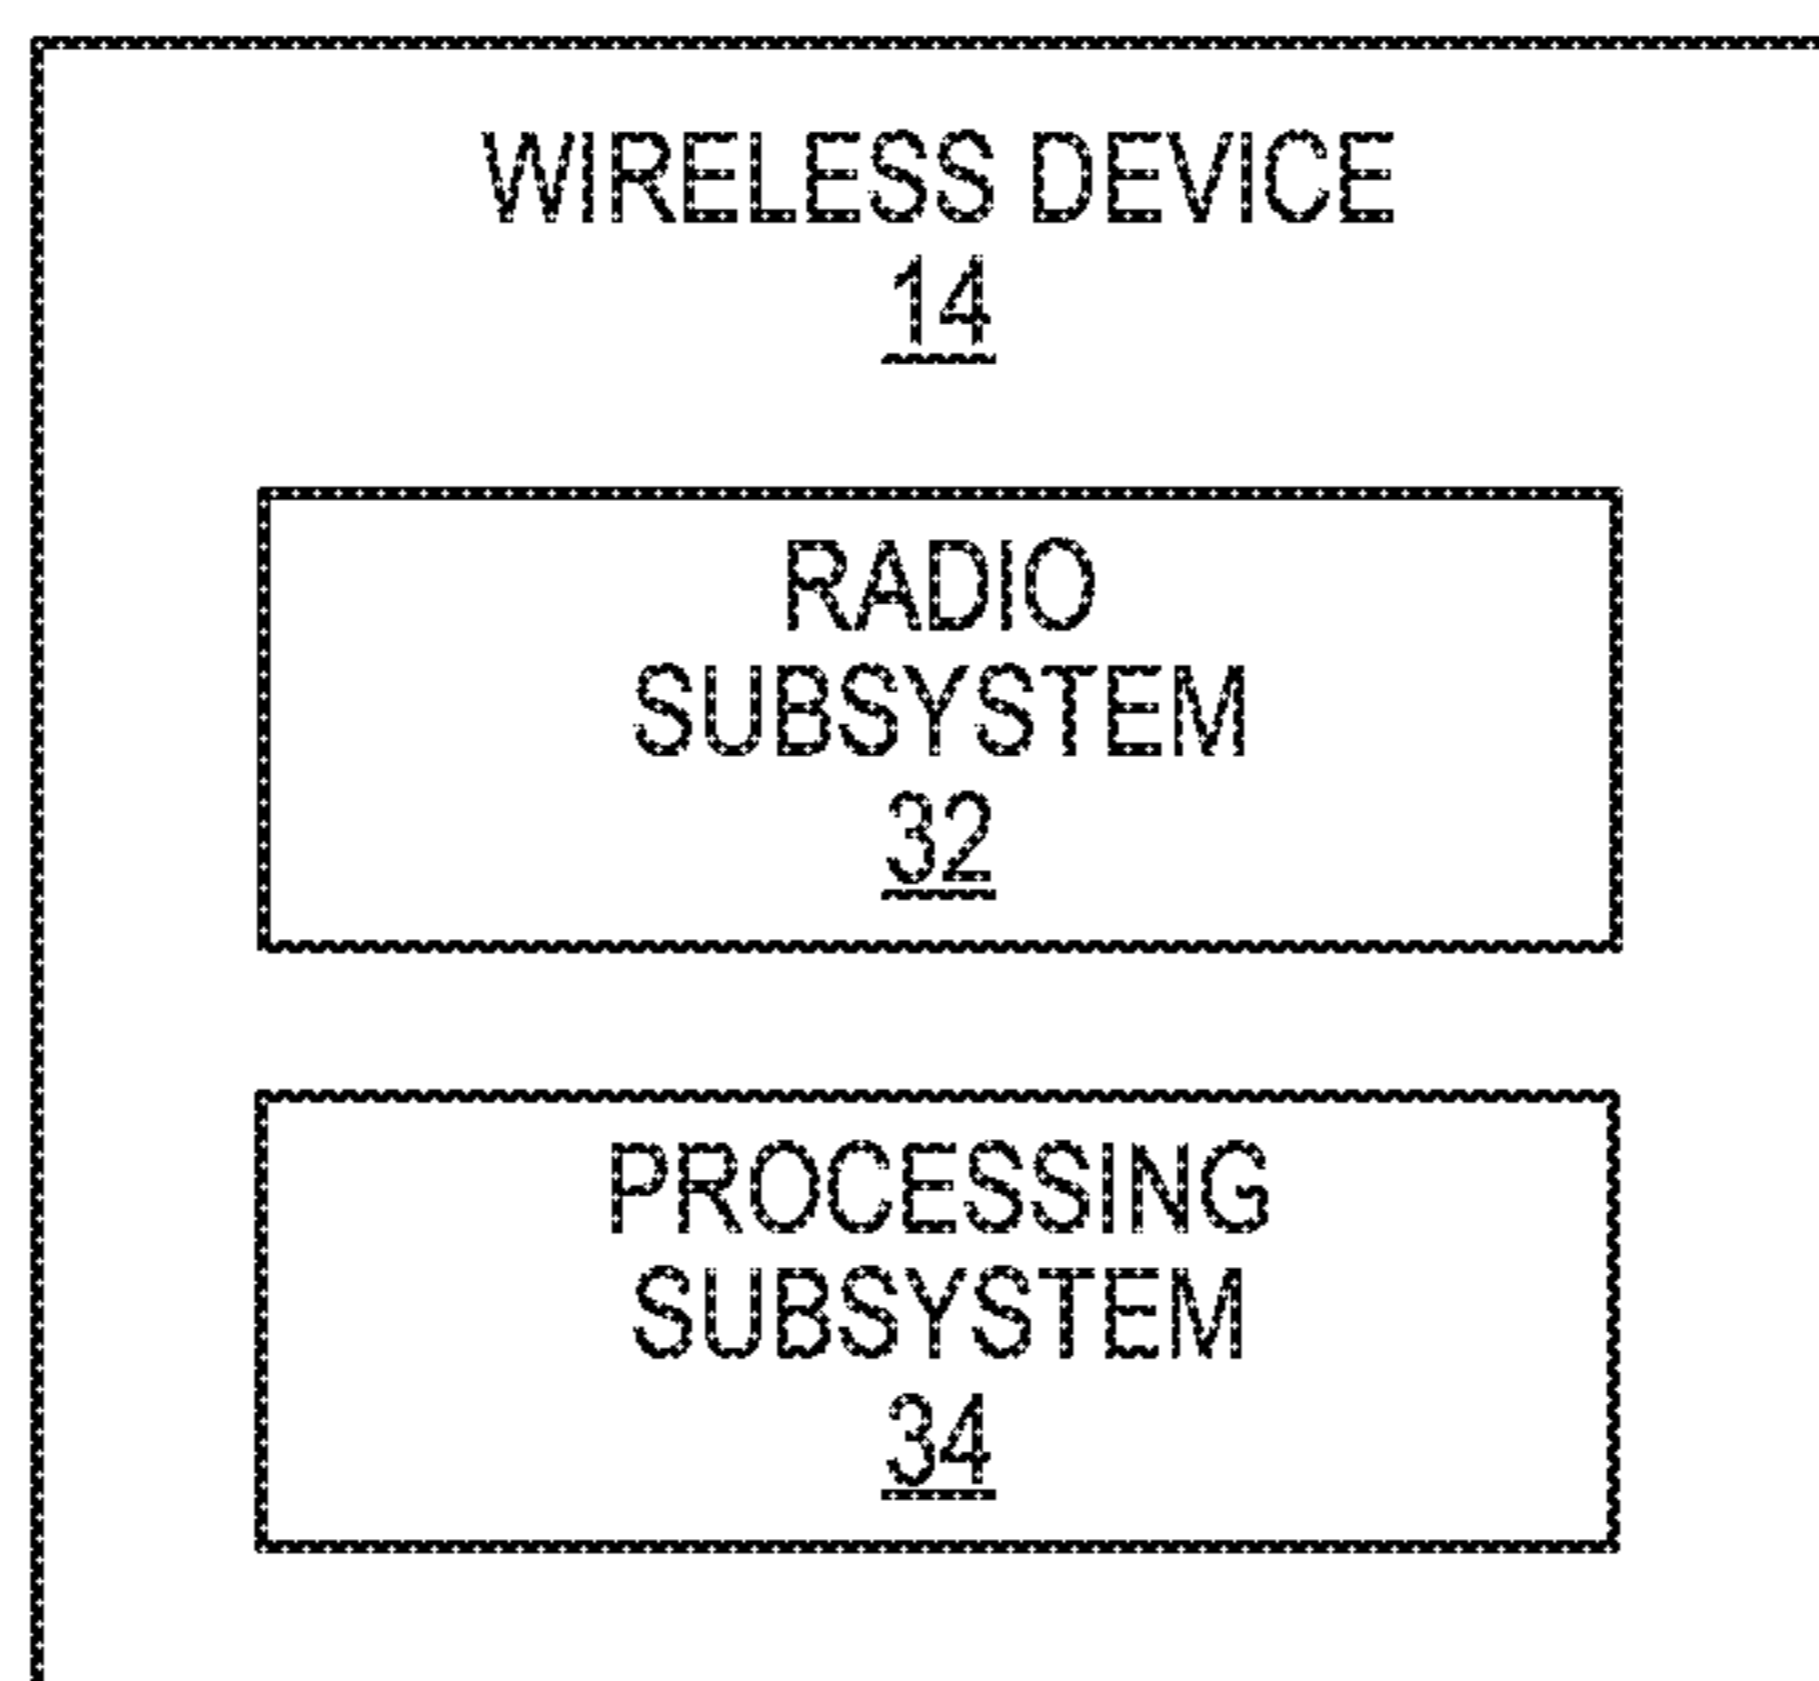 WIRELESS DEVICE
14
RADIO
SUBSYSTEM
32
PROCESSING
SUBSYSTEM
34